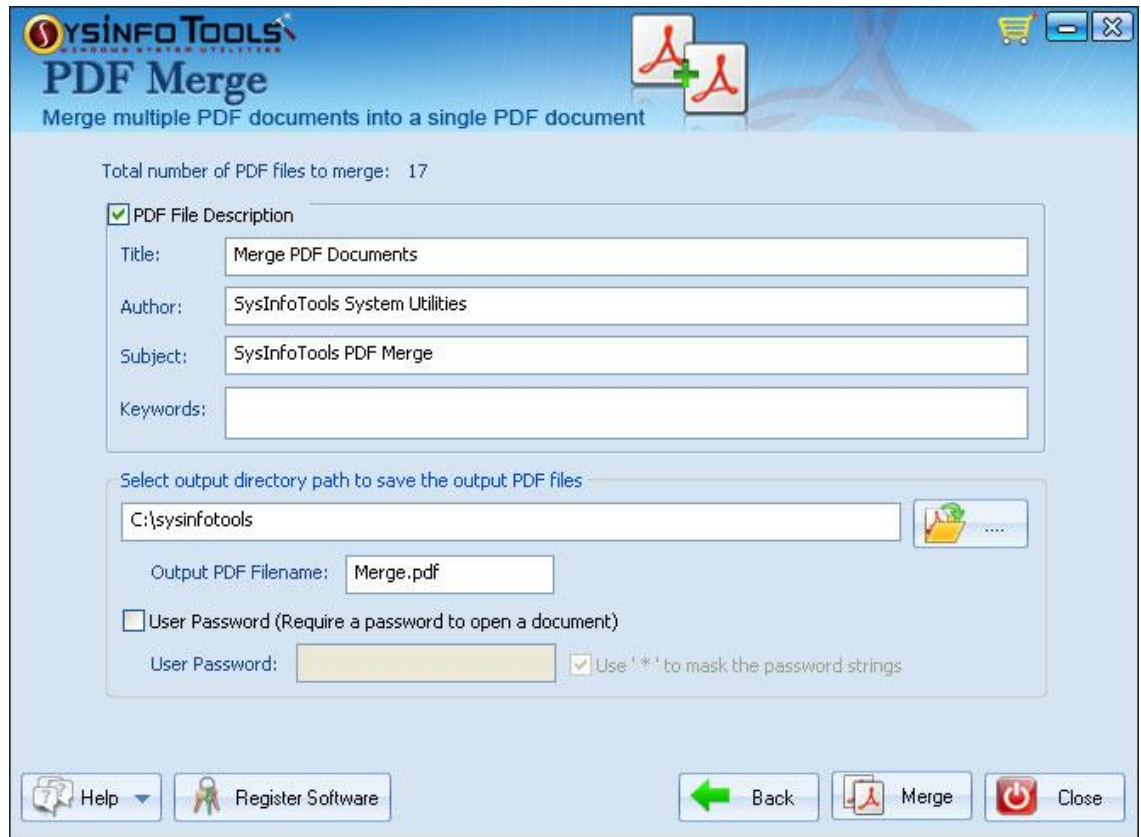 SYSINFO TOOLS
WINDOWS SYSTEM UTILITIES
PDF Merge
Merge multiple PDF documents into a single PDF document
Total number of PDF files to merge: 17
PDF File Description
Title: Merge PDF Documents
Author: SysInfoTools System Utilities
Subject: SysInfoTools PDF Merge
Keywords:
Select output directory path to save the output PDF files
C:\sysinfotools
....
Output PDF Filename: Merge.pdf
User Password (Require a password to open a document)
User Password: Use ' * ' to mask the password strings
Help Register Software Back Merge Close